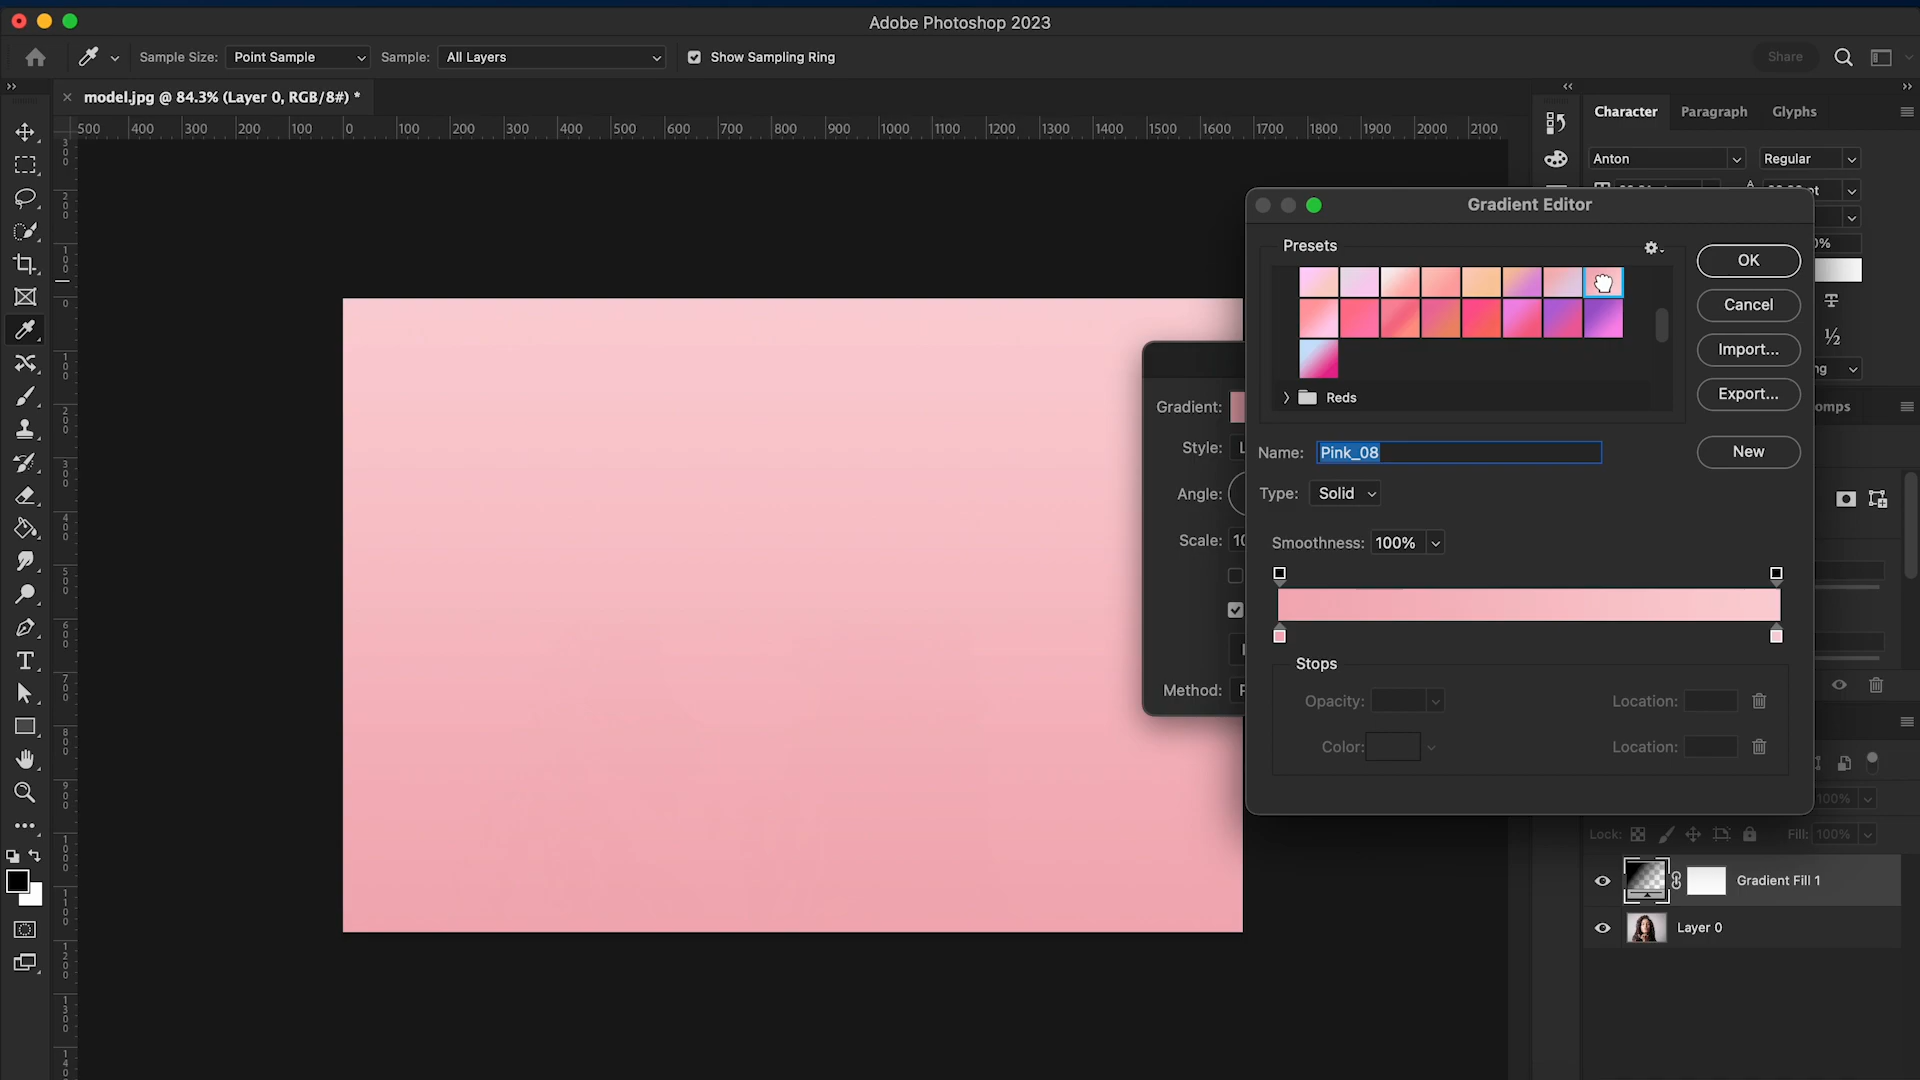 Adobe Photoshop 2023
Sample Size: Point Sample Sample: All Layers Show Sampling Ring Share
model.jpg @ 84.3% (Layer 0, RGB/8#) *
500 400 300 200 100 0 100 200 300 400 500 600 700 800 900 1000 1100 1200 1300 1400 1500 1600 1700 1800 1900 2000 2100
Character Paragraph Glyphs
Anton Regular
Gradient Editor
Presets
OK
Cancel
Import...
Export...
Reds
Gradient:
Style:
Name: Pink_08 New
Angle:
Type: Solid
Scale:
Smoothness: 100%
Stops
Method:
Opacity: Location:
Color: Location:
100%
Lock: Fill: 100%
Gradient Fill 1
Layer 0